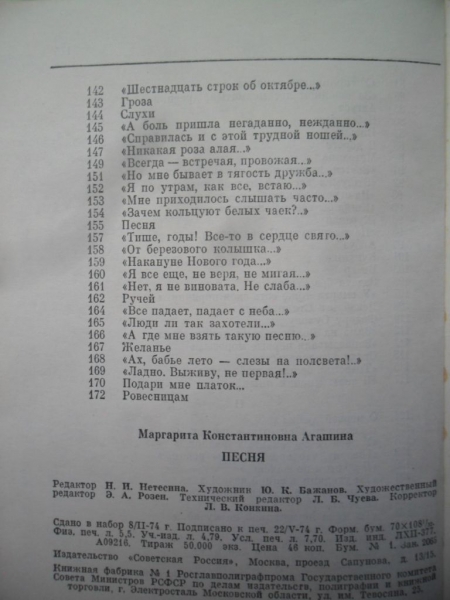 142 «Шестнадцать строк об октябре...»
143 Гроза
144 Слухи
145 «А боль пришла негаданно, нежданно...»
146 «Справилась и с этой трудной ношей...»
147 «Никакая роза алая...»
149 «Всегда — встречая, провожая...»
151 «Но мне бывает в тягость дружба...»
152 «Я по утрам, как все, встаю...»
153 «Мне приходилось слышать часто...»
154 «Зачем кольцуют белых чаек?..»
155 Песня
157 «Тише, годы! Все-то в сердце свято...»
158 «От березового колышка...»
159 «Накануне Нового года...»
160 «Я все еще, не веря, не мигая...»
161 «Нет, я не виновата. Не слаба...»
162 Ручей
164 «Все падает, падает с неба...»
165 «Люди ли так захотели...»
166 «А где мне взять такую песню...»
167 Желанье
168 «Ах, бабье лето — слезы на полсвета!..»
169 «Ладно. Выживу, не первая!..»
170 Подари мне платок...
172 Ровесницам
Маргарита Константиновна Агашина
ПЕСНЯ
Редактор Н. И. Нетесина. Художник Ю. К. Бажанов. Художественный
редактор Э. А. Розен. Технический редактор Л. Б. Чуева. Корректор
Л. В. Конкина.
Сдано в набор 8/II-74 г. Подписано к печ. 22/V-74 г. Форм. бум. 70×108
Физ. печ. л. 5,5. Уч.-изд. л. 4,79. Усл. печ. л. 7,70. Изд. инд. ЛХП-377.
А09216. Тираж 50,000 экз. Цена 46 коп. Бум. № 1. Зак.
Издательство «Советская Россия», Москва, проезд Сапунова, д. 13/15.
Книжная фабрика № 1 Росглавполиграфпрома Государственного комитета
Совета Министров РСФСР по делам издательств, полиграфии и книжной
торговли, г. Электросталь Московской области, ул. им. Тевосяна, 25.